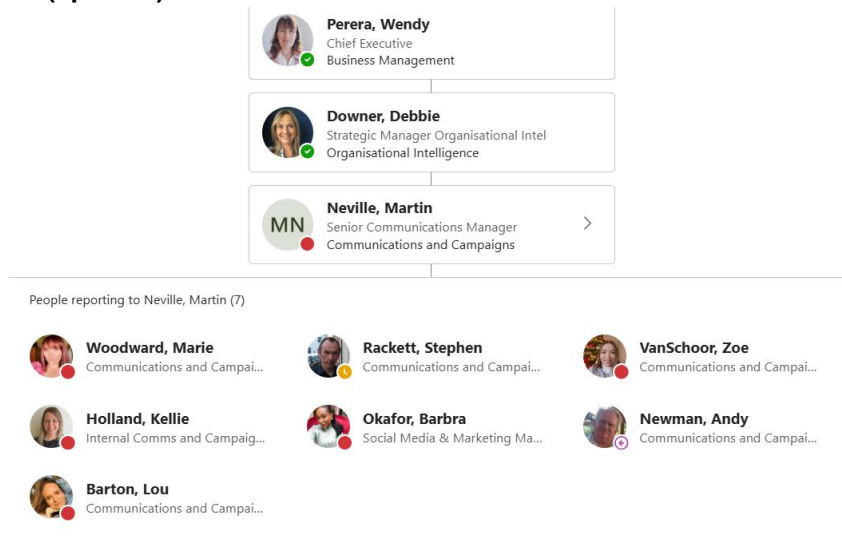 Perera, Wendy
Chief Executive
Business Management
Downer, Debbie
Strategic Manager Organisational Intel
Organisational Intelligence
MN
Neville, Martin
Senior Communications Manager
Communications and Campaigns
People reporting to Neville, Martin (7)
Woodward, Marie
Communications and Campai...
Rackett, Stephen
Communications and Campai...
VanSchoor, Zoe
Communications and Campai...
Holland, Kellie
Internal Comms and Campaig...
Okafor, Barbra
Social Media & Marketing Ma...
Newman, Andy
Communications and Campai...
Barton, Lou
Communications and Campai...